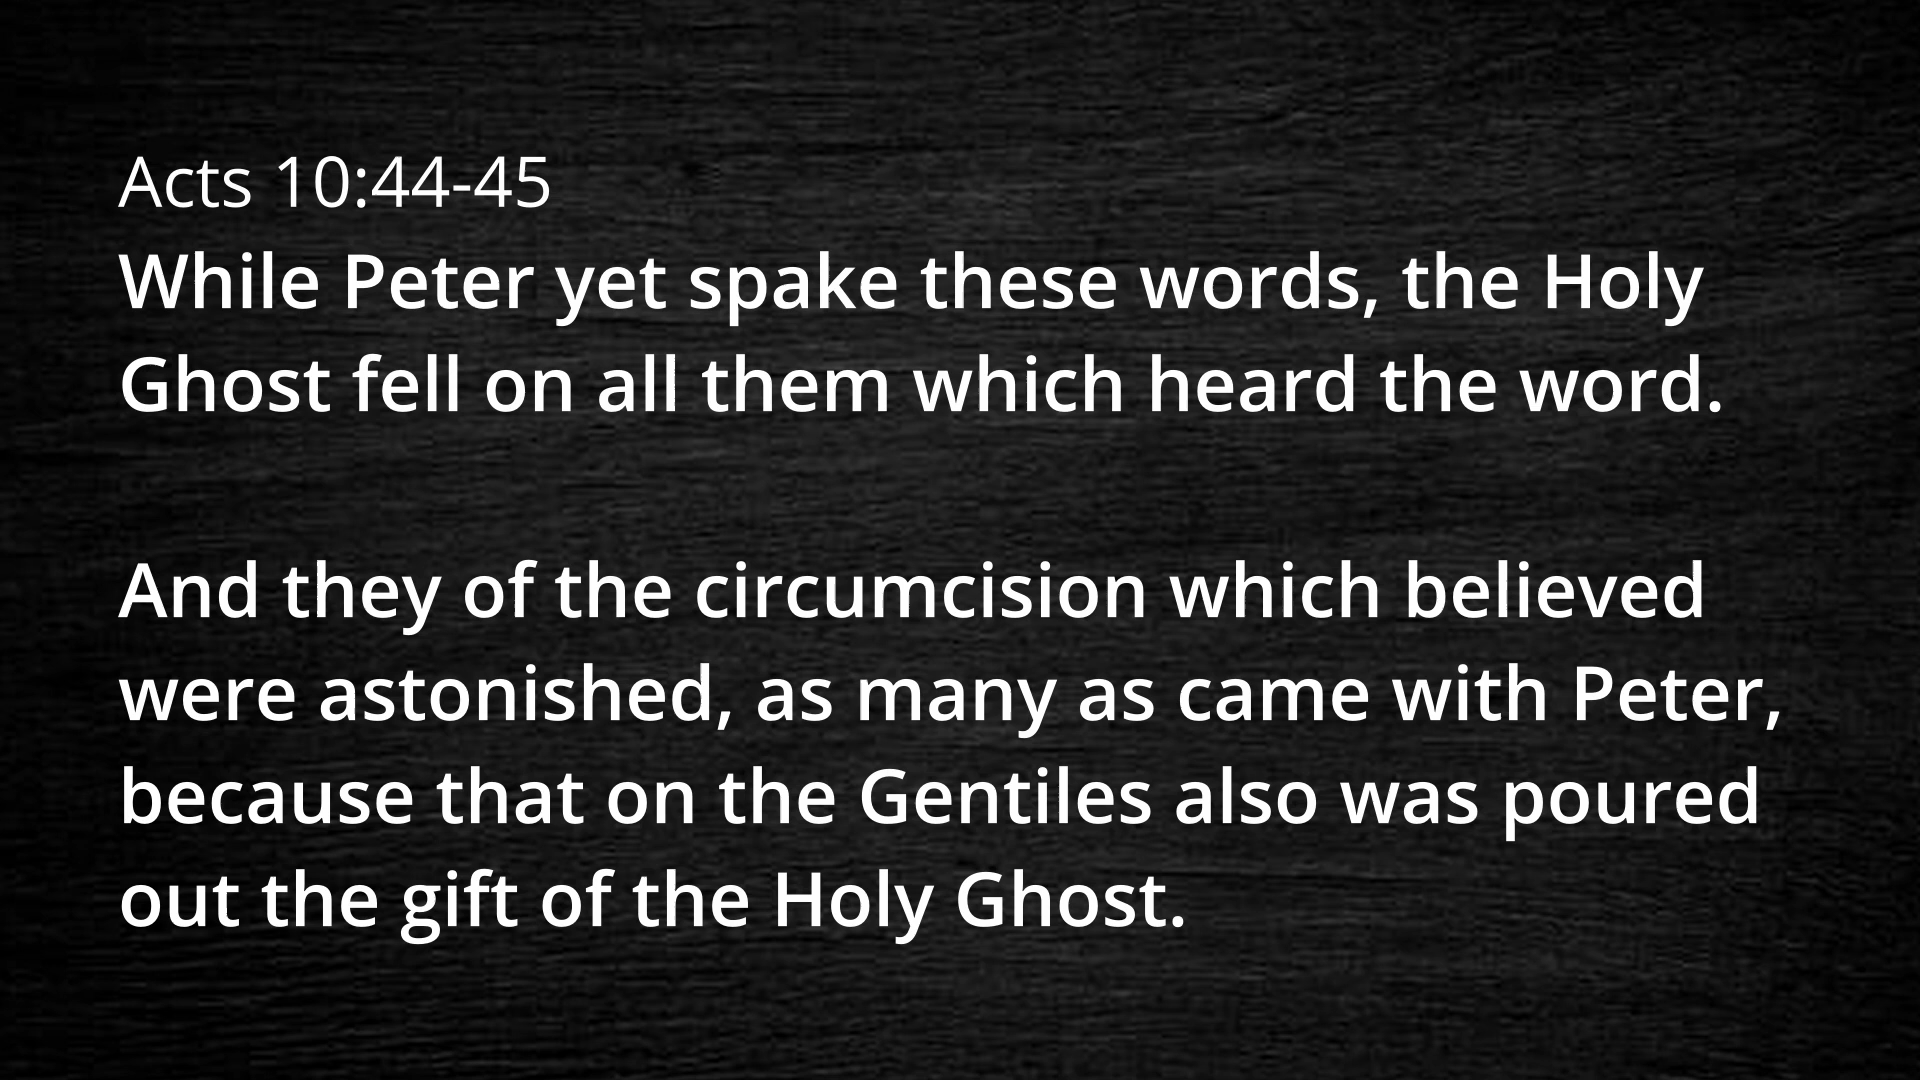 Acts 10:44-45
While Peter yet spake these words, the Holy
Ghost fell on all them which heard the word.
And they of the circumcision which believed
were astonished, as many as came with Peter,
because that on the Gentiles also was poured
out the gift of the Holy Ghost.